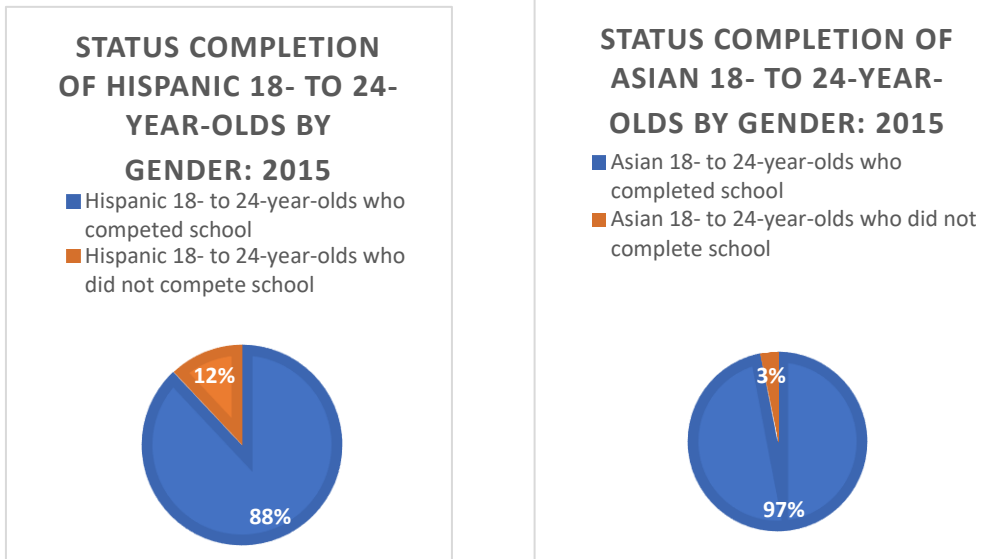 STATUS COMPLETION
OF HISPANIC 18- TO 24-
YEAR-OLDS BY
GENDER: 2015
Hispanic 18- to 24-year-olds who
competed school
Hispanic 18- to 24-year-olds who
did not compete school
12%
88%
STATUS COMPLETION OF
ASIAN 18- TO 24-YEAR-
OLDS BY GENDER: 2015
Asian 18- to 24-year-olds who
completed school
Asian 18- to 24-year-olds who did not
complete school
3%
97%